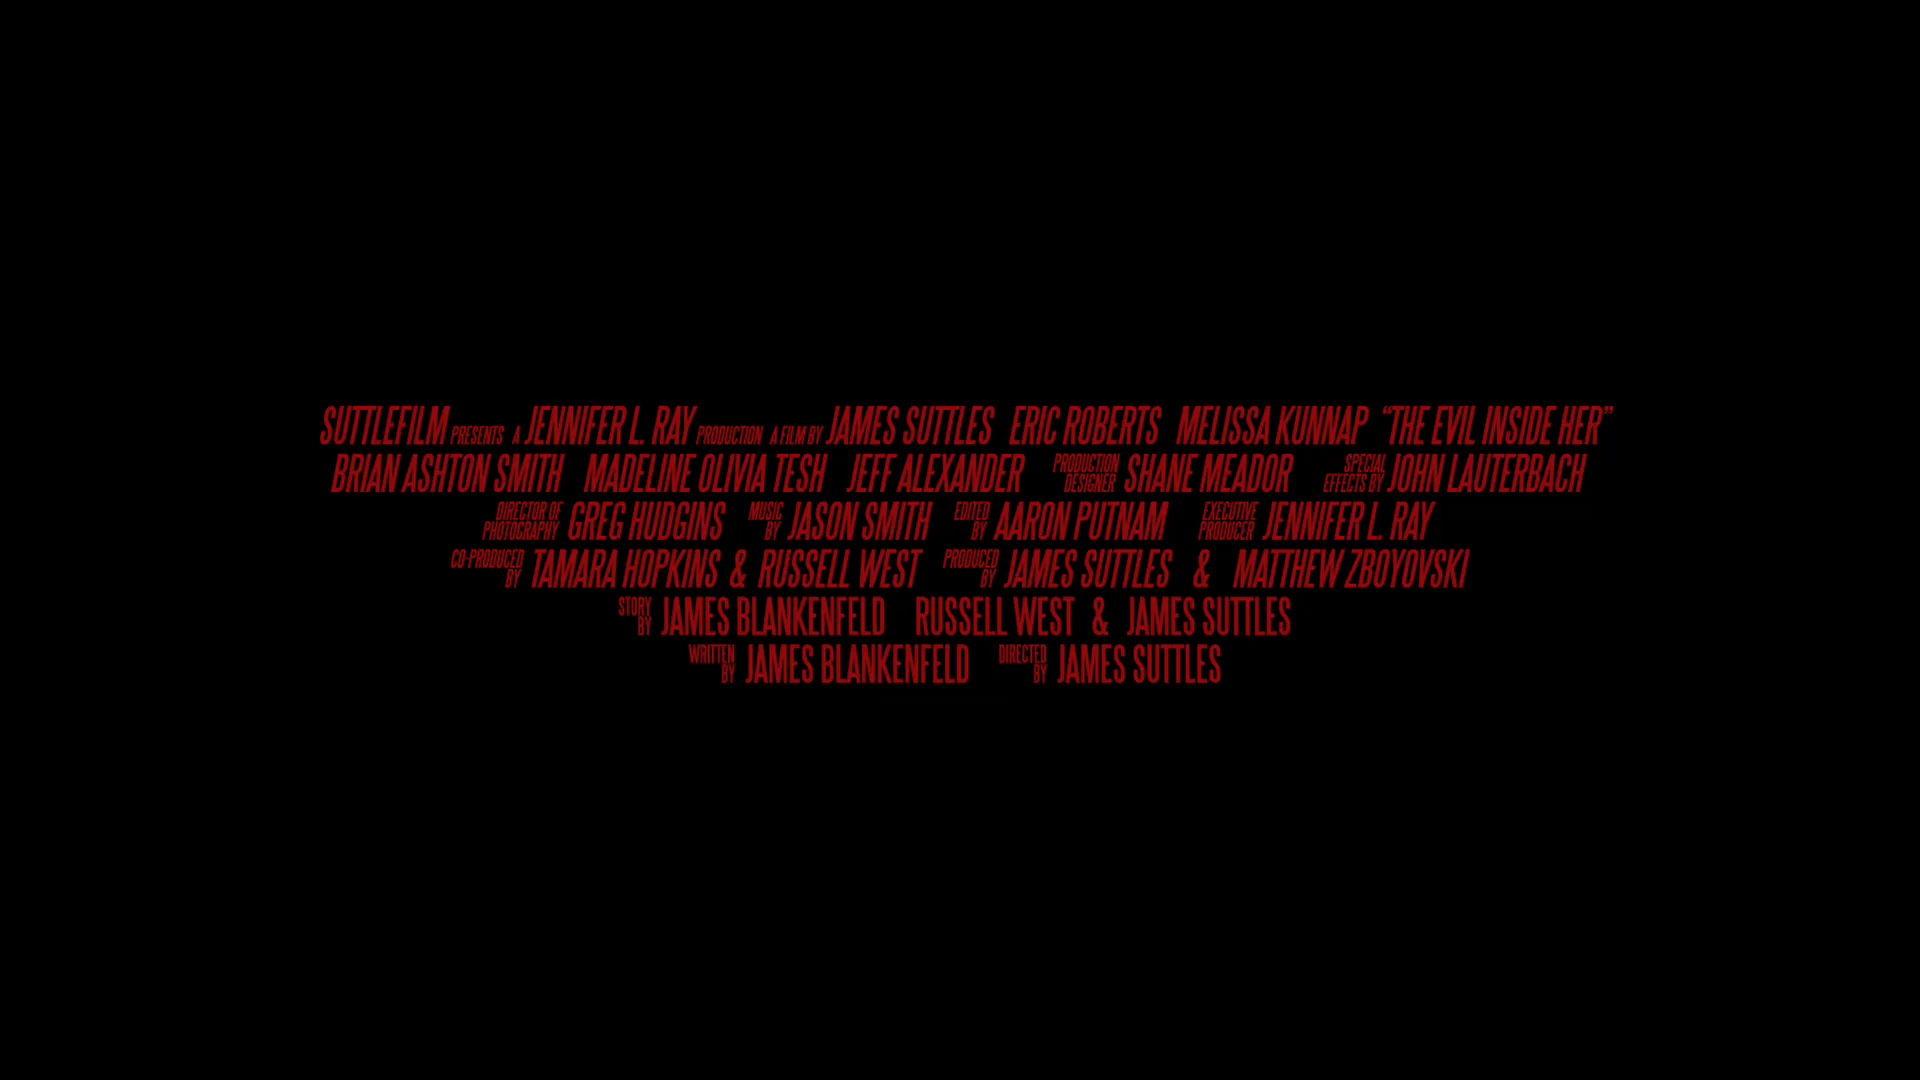 SUTTLEFILM PRESENTS A JENNIFER L. RAY PRODUCTION A FILM BY JAMES SUTTLES ERIC ROBERTS MELISSA KUNNAP “THE EVIL INSIDE HER”
BRIAN ASHTON SMITH MADELINE OLIVIA TESH JEFF ALEXANDER PRODUCTION DESIGNER SHANE MEADOR SPECIAL EFFECTS BY JOHN LAUTERBACH
DIRECTOR OF PHOTOGRAPHY GREG HUDGINS MUSIC BY JASON SMITH EDITED BY AARON PUTNAM EXECUTIVE PRODUCER JENNIFER L. RAY
CO-PRODUCED BY TAMARA HOPKINS & RUSSELL WEST PRODUCED BY JAMES SUTTLES & MATTHEW ZBOYOVSKI
STORY BY JAMES BLANKENFELD RUSSELL WEST & JAMES SUTTLES
WRITTEN BY JAMES BLANKENFELD DIRECTED BY JAMES SUTTLES